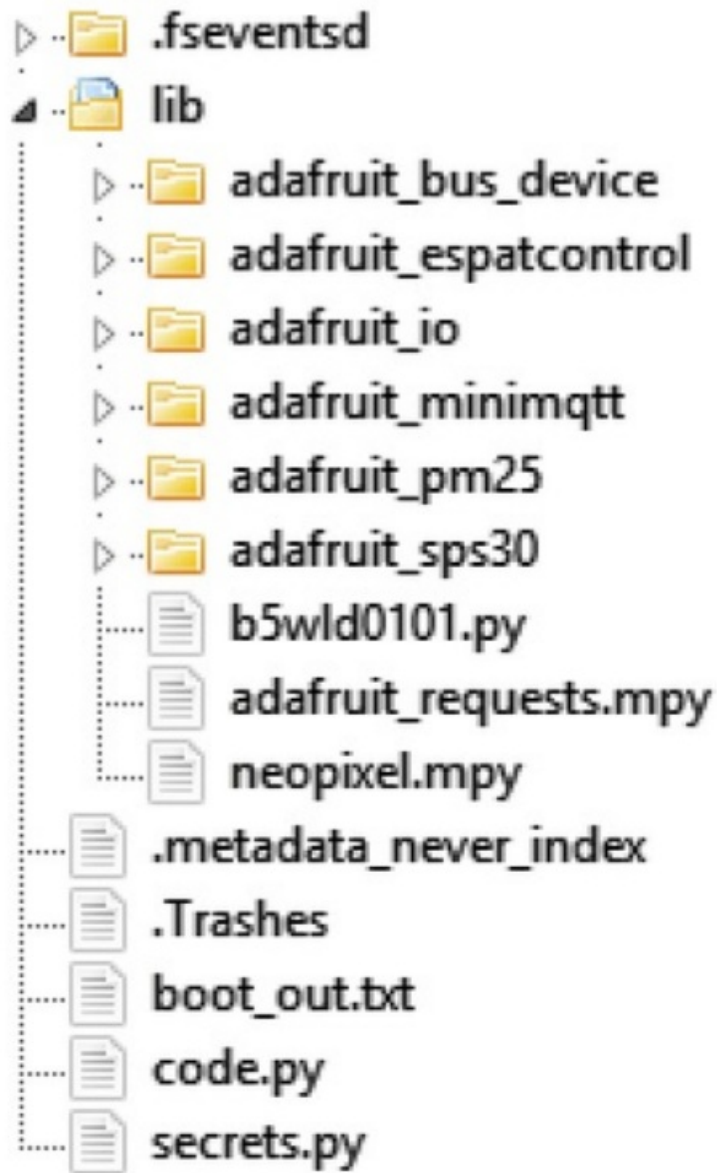 .fseventsd
lib
adafruit_bus_device
adafruit_espatcontrol
adafruit_io
adafruit_minimqtt
adafruit_pm25
adafruit_sps30
b5wld0101.py
adafruit_requests.mpy
neopixel.mpy
.metadata_never_index
.Trashes
boot_out.txt
code.py
secrets.py